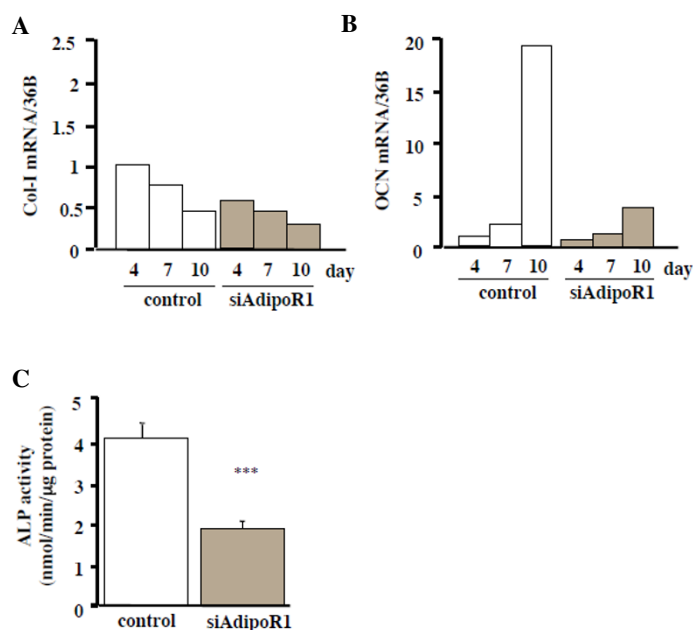 A
Col-I mRNA/36B
2.5
2
1.5
1
0.5
0
4 7 10 4 7 10 day
control siAdipoR1
B
OCN mRNA/36B
20
15
10
5
0
4 7 10 4 7 10 day
control siAdipoR1
C
ALP activity
(nmol/min/µg protein)
5
4
3
2
1
0
***
control siAdipoR1